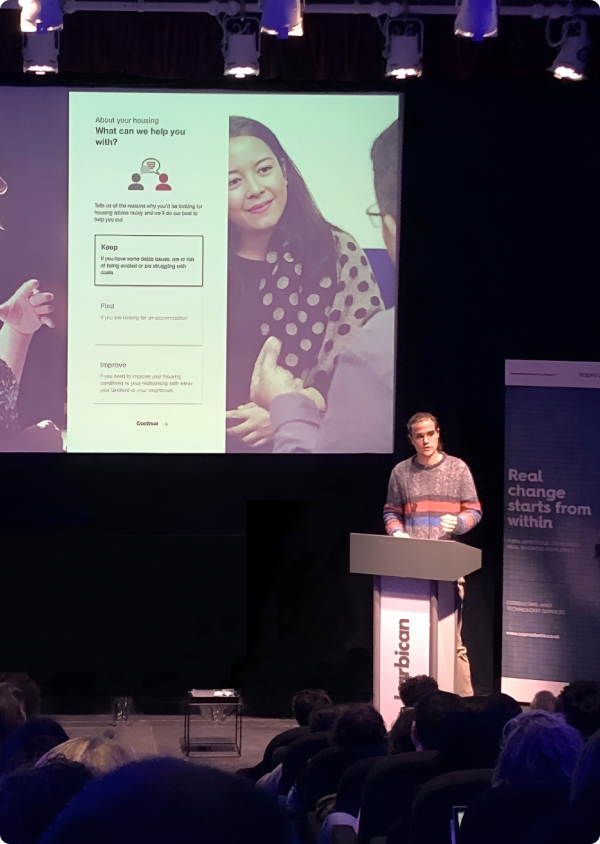 About your housing
What can we help you
with?
Tells us all the reasons why you'd be looking for
housing advice today and we'll do our best to
help you out
Keep
If you have some debts issues, are at risk
of being evicted or are struggling with
costs
Find
If you are looking for an accommodation
Improve
If you need to improve your housing
conditions or your relationship with either
your landlord or your neighbours
Continue →
Real
change
starts from
within
CONSULTING AND
TECHNOLOGY SERVICES
barbican